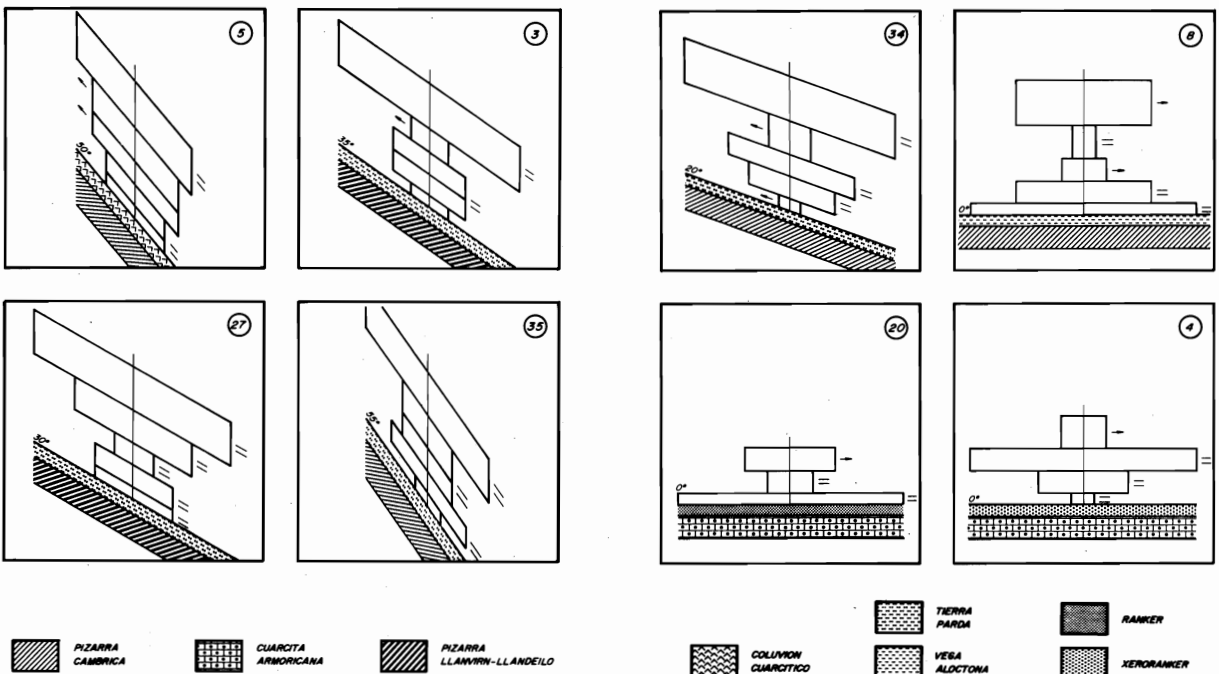 5
3
34
8
50°
35°
20°
0°
27
35
20
4
30°
55°
0°
0°
PIZARRA
CAMBRICA
CUARCITA
ARMORICANA
PIZARRA
LLANVIRN-LLANDEILO
COLUVION
CUARCITICO
TIERRA
PARDA
VEGA
ALOCTONA
RANKER
XERORANKER